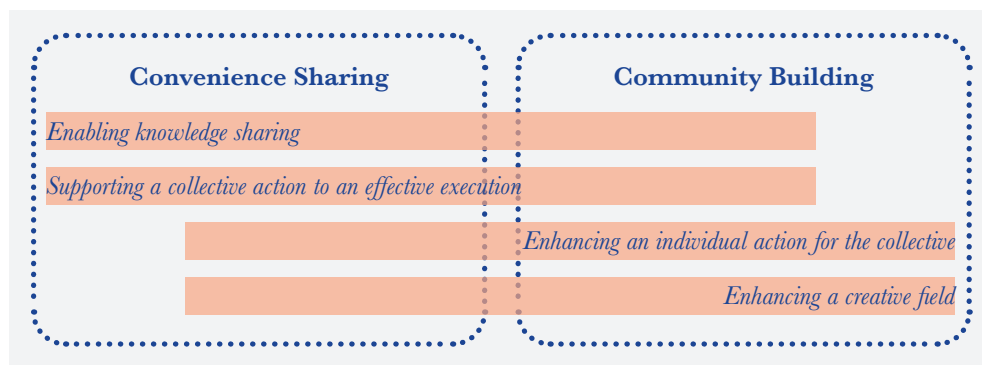 Convenience Sharing
Community Building
Enabling knowledge sharing
Supporting a collective action to an effective execution
Enhancing an individual action for the collective
Enhancing a creative field